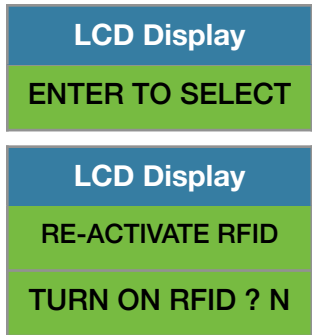 LCD Display
ENTER TO SELECT
LCD Display
RE-ACTIVATE RFID
TURN ON RFID ? N